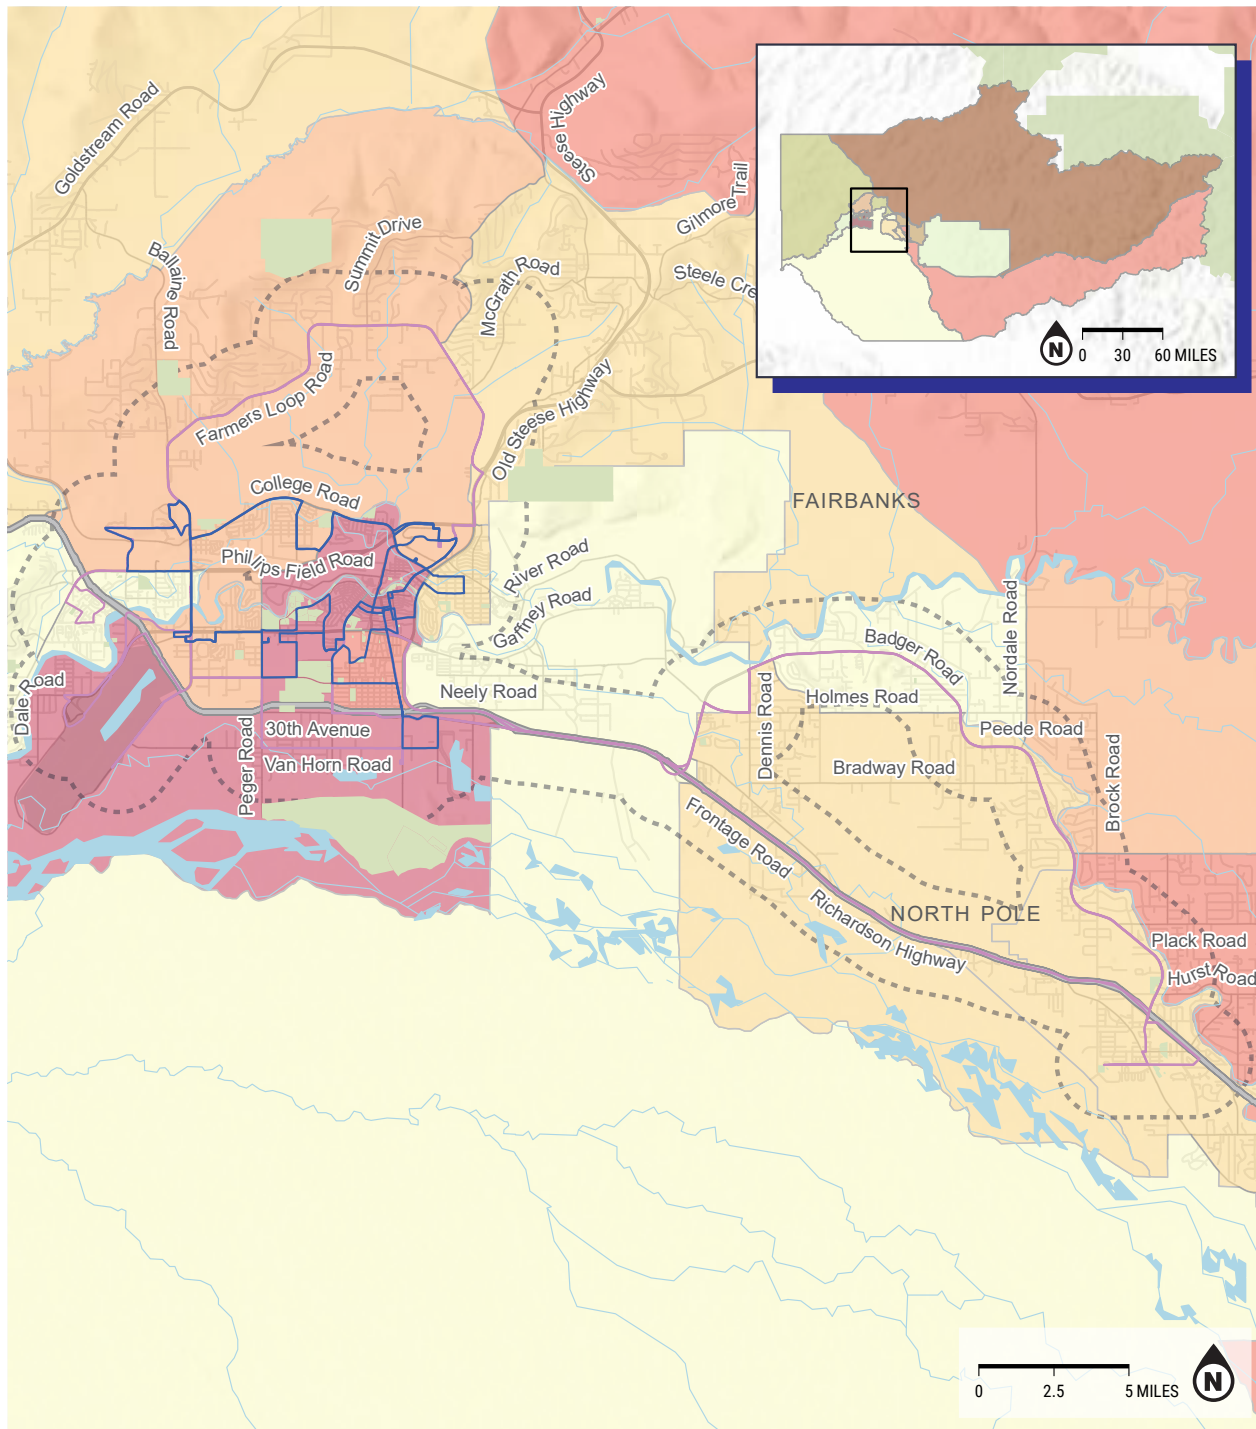 Goldstream Road
Steese Highway
Steese
Gilmore Trail
Summit Drive
Ballaine Road
McGrath Road
Steele Cre
N
0 30 60 MILES
Farmers Loop Road
Old Steese Highway
College Road
FAIRBANKS
Phillips Field Road
River Road
Gaffney Road
Nordale Road
Badger Road
Dale Road
Neely Road
Holmes Road
Dennis Road
Peger Road
30th Avenue
Peede Road
Van Horn Road
Bradway Road
Brock Road
Frontage Road
Richardson Highway
NORTH POLE
Plack Road
Hurst Road
0 2.5 5 MILES
N